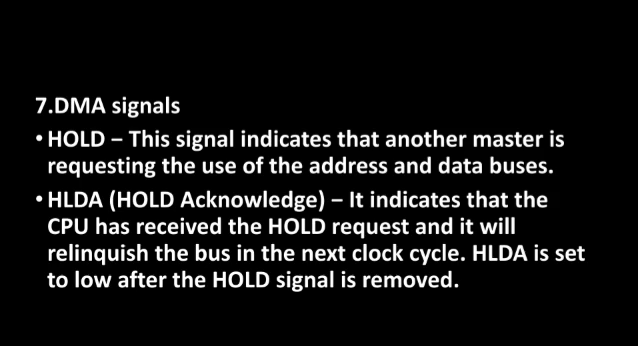 7.DMA signals
• HOLD – This signal indicates that another master is
requesting the use of the address and data buses.
• HLDA (HOLD Acknowledge) – It indicates that the
CPU has received the HOLD request and it will
relinquish the bus in the next clock cycle. HLDA is set
to low after the HOLD signal is removed.